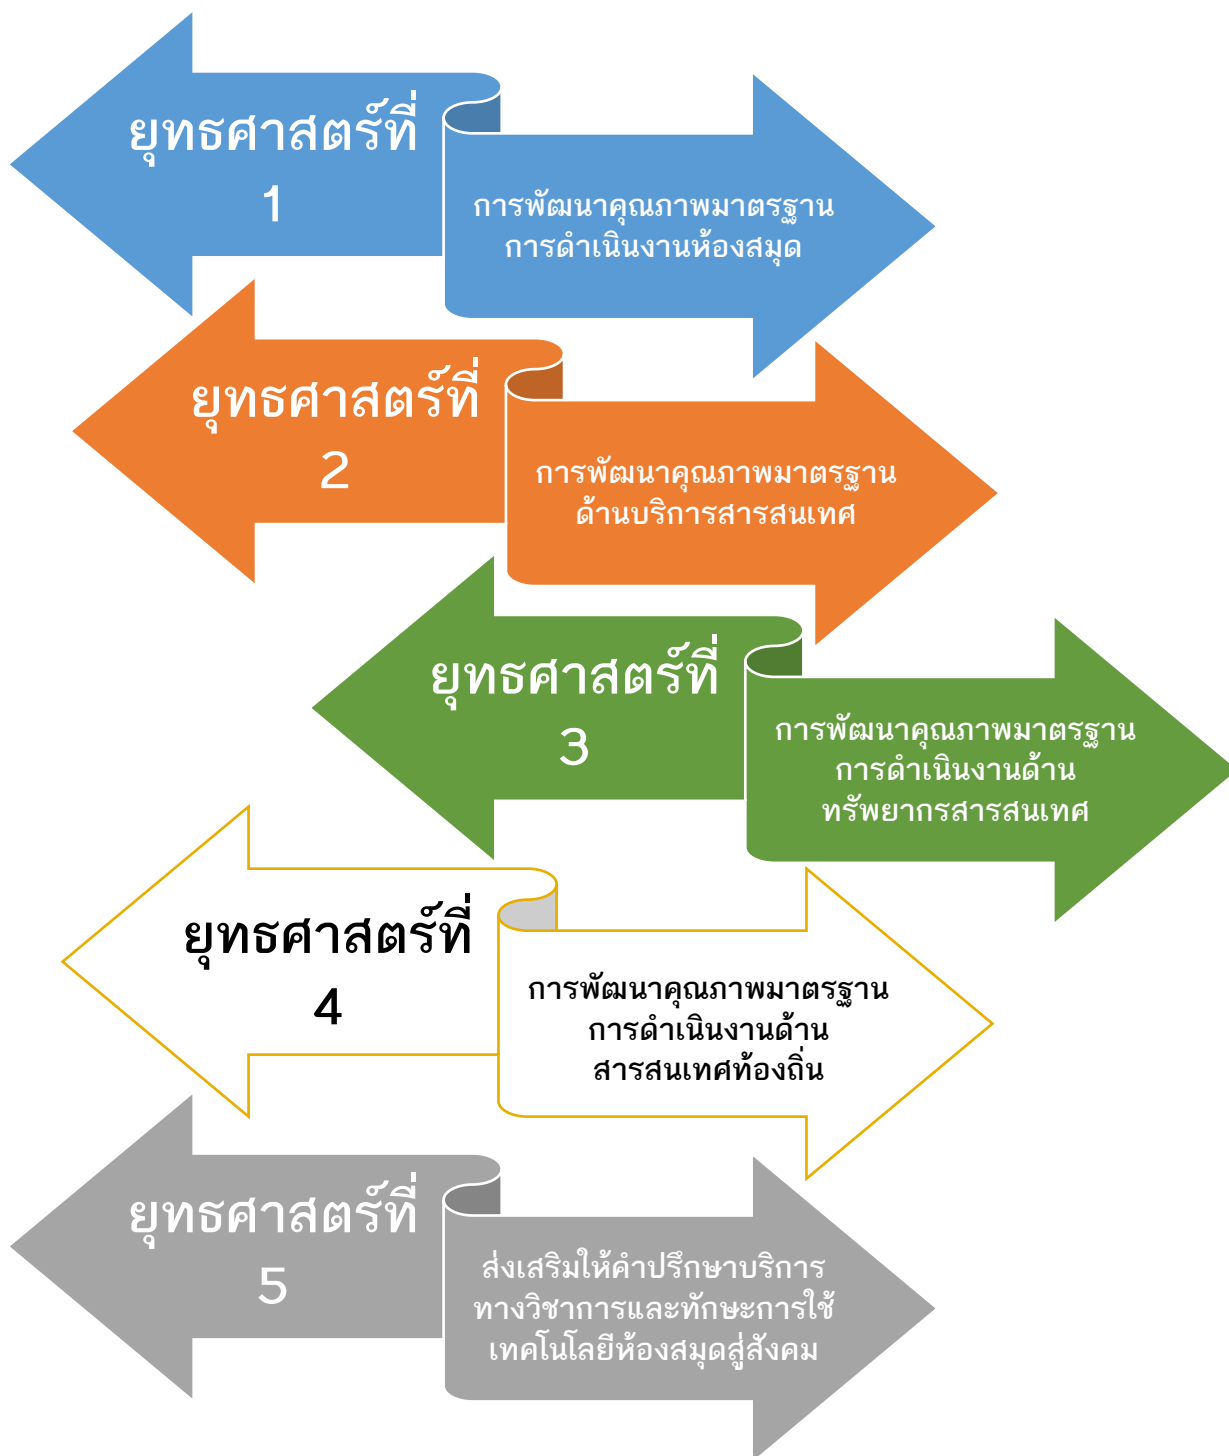 ยุทธศาสตร์ที่
1
การพัฒนาคุณภาพมาตรฐาน
การดำเนินงานห้องสมุด
ยุทธศาสตร์ที่
2
การพัฒนาคุณภาพมาตรฐาน
ด้านบริการสารสนเทศ
ยุทธศาสตร์ที่
3
การพัฒนาคุณภาพมาตรฐาน
การดำเนินงานด้าน
ทรัพยากรสารสนเทศ
ยุทธศาสตร์ที่
4
การพัฒนาคุณภาพมาตรฐาน
การดำเนินงานด้าน
สารสนเทศท้องถิ่น
ยุทธศาสตร์ที่
5
ส่งเสริมให้คำปรึกษาบริการ
ทางวิชาการและทักษะการใช้
เทคโนโลยีห้องสมุดสู่สังคม